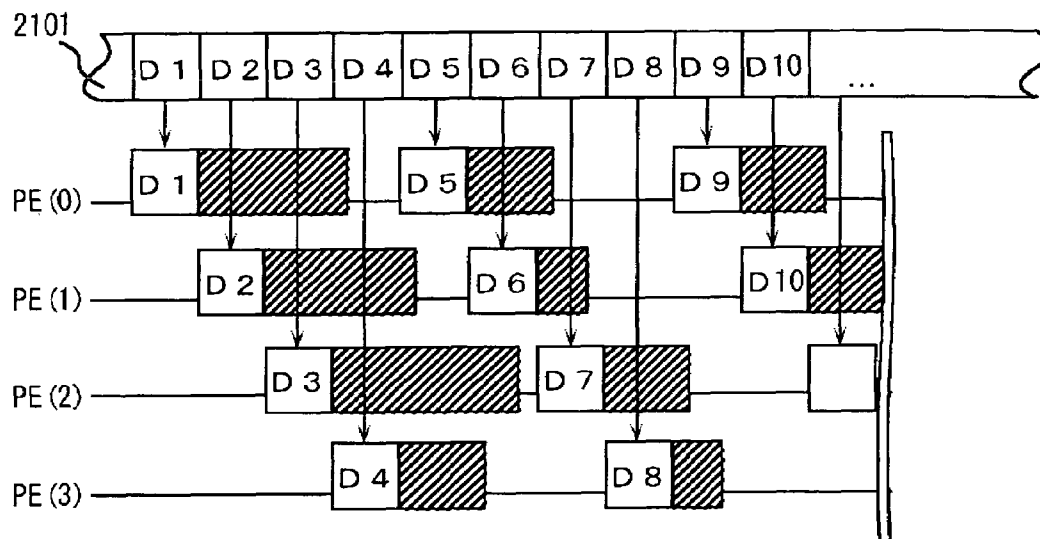 2101
D 1 D 2 D 3 D 4 D 5 D 6 D 7 D 8 D 9 D10 ...
PE (0) D 1 D 5 D 9
PE (1) D 2 D 6 D10
PE (2) D 3 D 7
PE (3) D 4 D 8